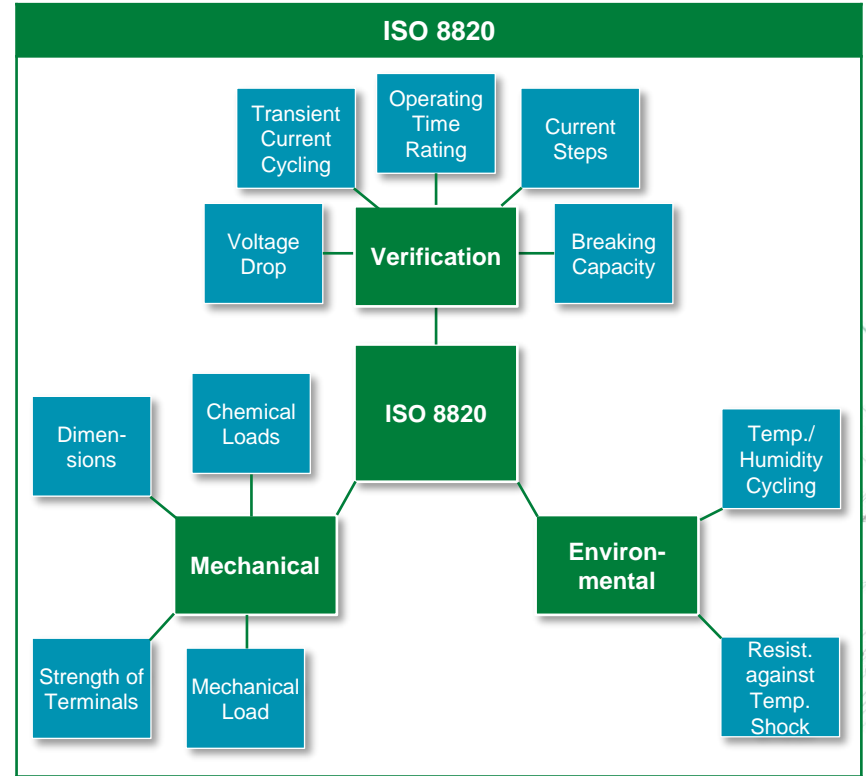 ISO 8820
Transient
Current
Cycling
Operating
Time
Rating
Current
Steps
Voltage
Drop
Verification
Breaking
Capacity
ISO 8820
Dimen-
sions
Chemical
Loads
Temp./
Humidity
Cycling
Mechanical
Environ-
mental
Strength of
Terminals
Mechanical
Load
Resist.
against
Temp.
Shock